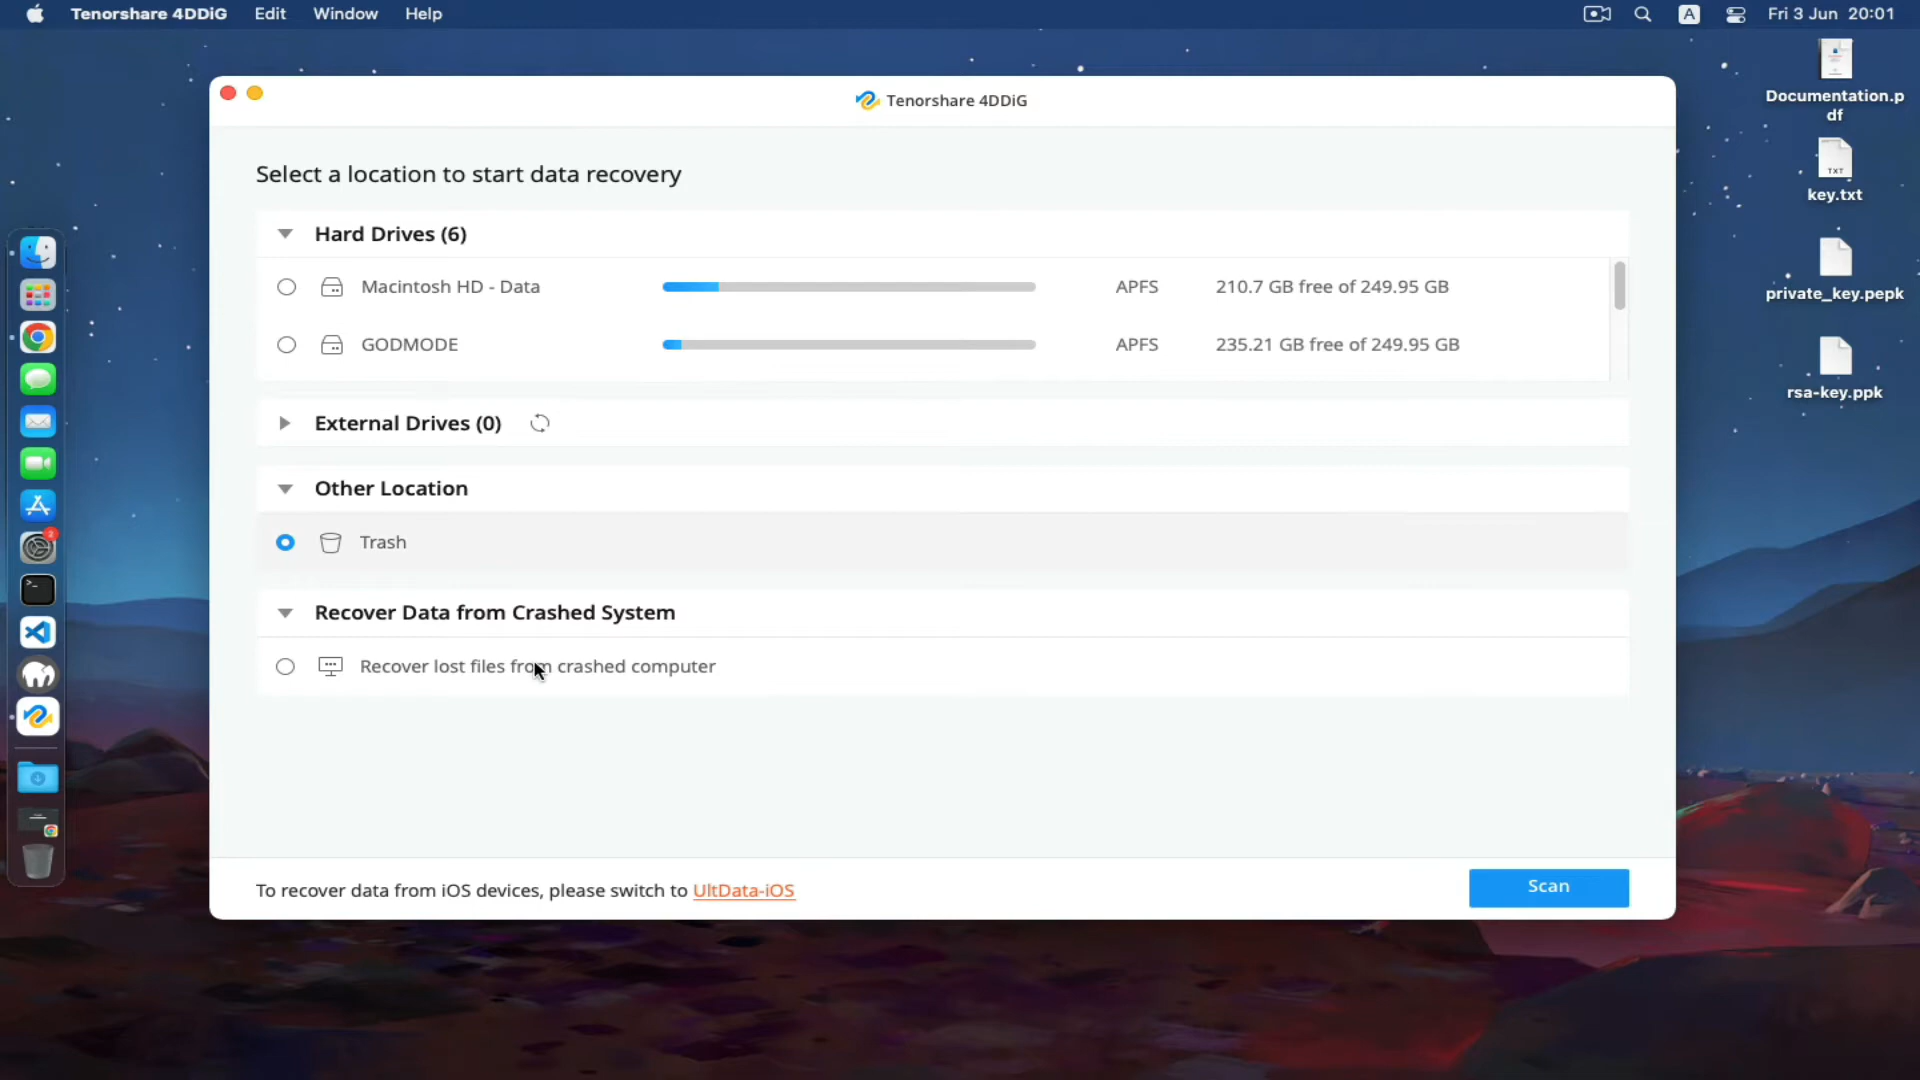 Tenorshare 4DDiG Edit Window Help A Fri 3 Jun 20:01
Tenorshare 4DDiG
Select a location to start data recovery
Hard Drives (6)
Macintosh HD - Data APFS 210.7 GB free of 249.95 GB
GODMODE APFS 235.21 GB free of 249.95 GB
External Drives (0)
Other Location
Trash
Recover Data from Crashed System
Recover lost files from crashed computer
To recover data from iOS devices, please switch to UltData-iOS
Scan
Documentation.p
df
TXT
key.txt
private_key.pepk
rsa-key.ppk
2